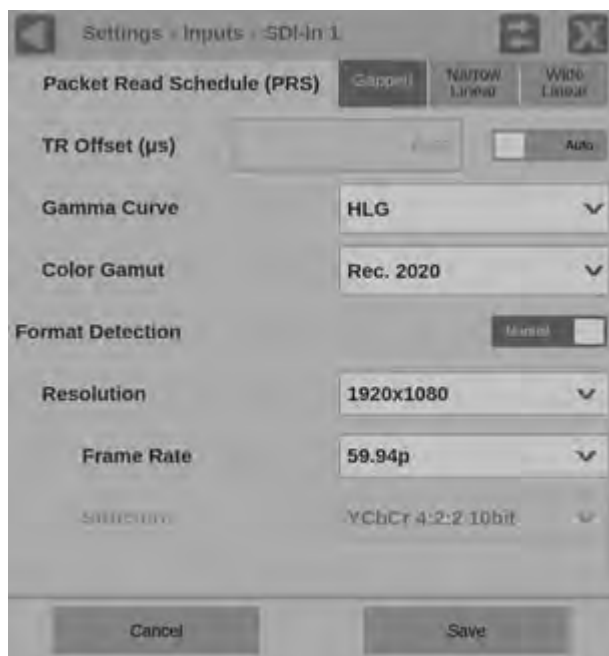 Settings - Inputs - SDI-In 1
Packet Read Schedule (PRS)
Gapped
Narrow Linear
Wide Linear
TR Offset (µs)
Auto
Auto
Gamma Curve
HLG
Color Gamut
Rec. 2020
Format Detection
Manual
Resolution
1920x1080
Frame Rate
59.94p
Structure
YCbCr 4:2:2 10bit
Cancel
Save